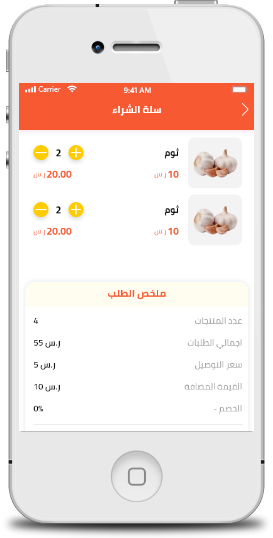 Carrier 9:41 AM
سلة الشراء
ثوم
2
10 ر.س
20.00 ر.س
ثوم
2
10 ر.س
20.00 ر.س
ملخص الطلب
عدد المنتجات 4
اجمالي الطلبات 55 ر.س
سعر التوصيل 5 ر.س
القيمة المضافة 10 ر.س
الخصم - 0%